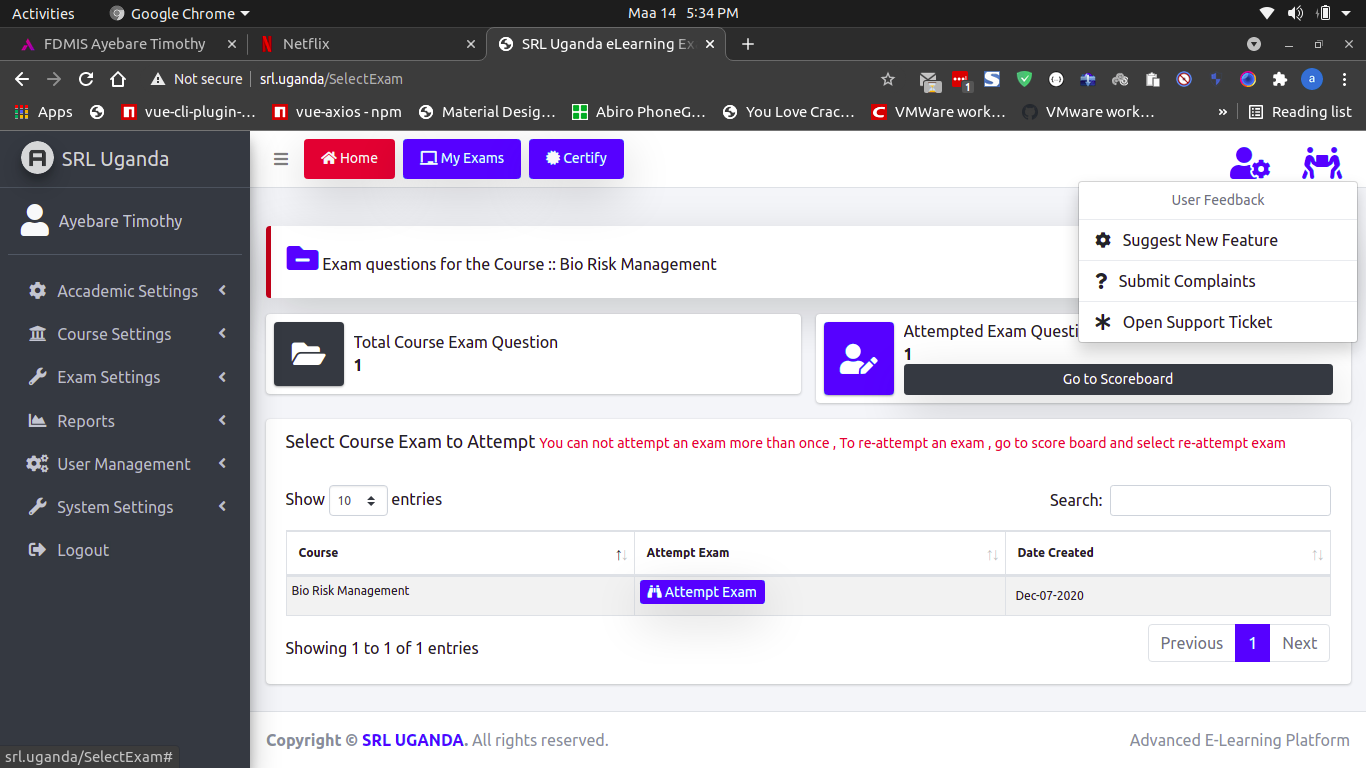 Activities
Google Chrome
Maa 14 5:34 PM
FDMIS Ayebare Timothy
Netflix
SRL Uganda eLearning Ex
Not secure
srl.uganda/SelectExam
1
a
Apps
vue-cli-plugin-...
vue-axios - npm
Material Desig...
Abiro PhoneG...
You Love Crac...
VMWare work...
VMware work...
»
Reading list
SRL Uganda
Home
My Exams
Certify
Ayebare Timothy
Accademic Settings
Course Settings
Exam Settings
Reports
User Management
System Settings
Logout
User Feedback
Suggest New Feature
? Submit Complaints
Open Support Ticket
Exam questions for the Course :: Bio Risk Management
Total Course Exam Question
1
Attempted Exam Questi
1
Go to Scoreboard
Select Course Exam to Attempt You can not attempt an exam more than once , To re-attempt an exam , go to score board and select re-attempt exam
Show 10 entries
Search:
Course
Attempt Exam
Date Created
Bio Risk Management
Attempt Exam
Dec-07-2020
Showing 1 to 1 of 1 entries
Previous 1 Next
Copyright © SRL UGANDA. All rights reserved.
Advanced E-Learning Platform
srl.uganda/SelectExam#